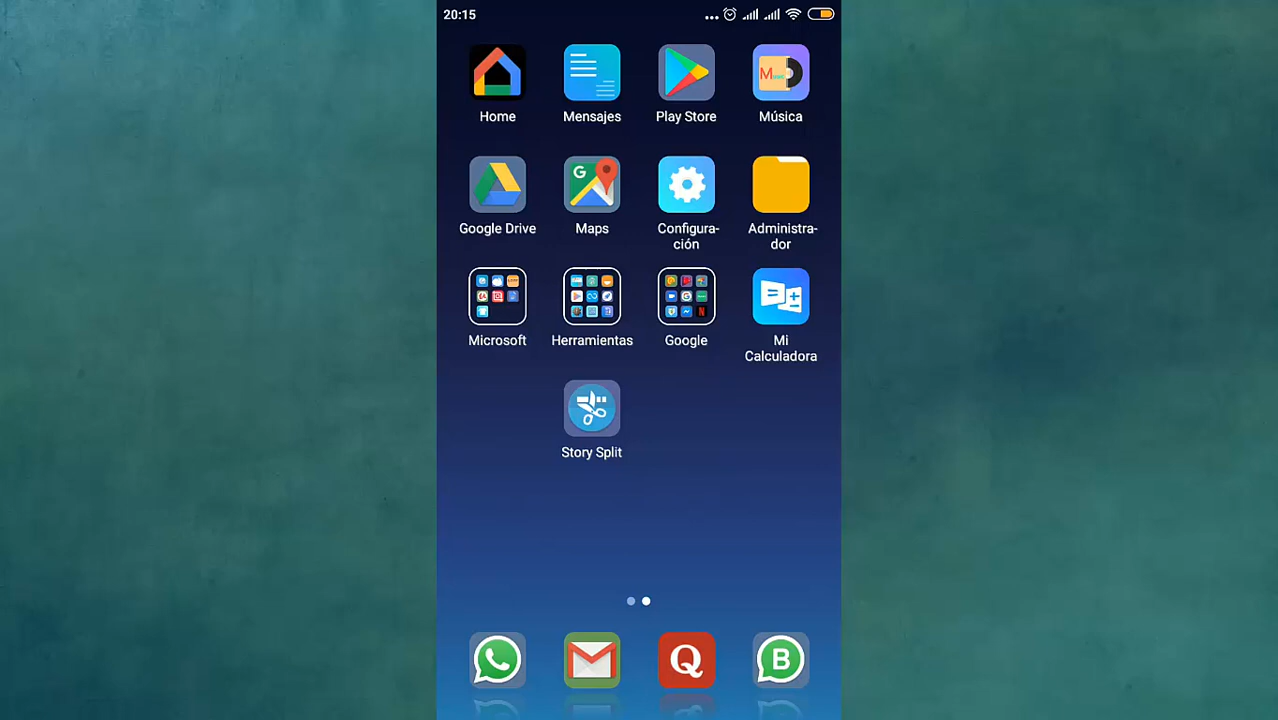 20:15
Home
Mensajes
Play Store
Música
Google Drive
Maps
Configura-
ción
Administra-
dor
Microsoft
Herramientas
Google
Mi
Calculadora
Story Split